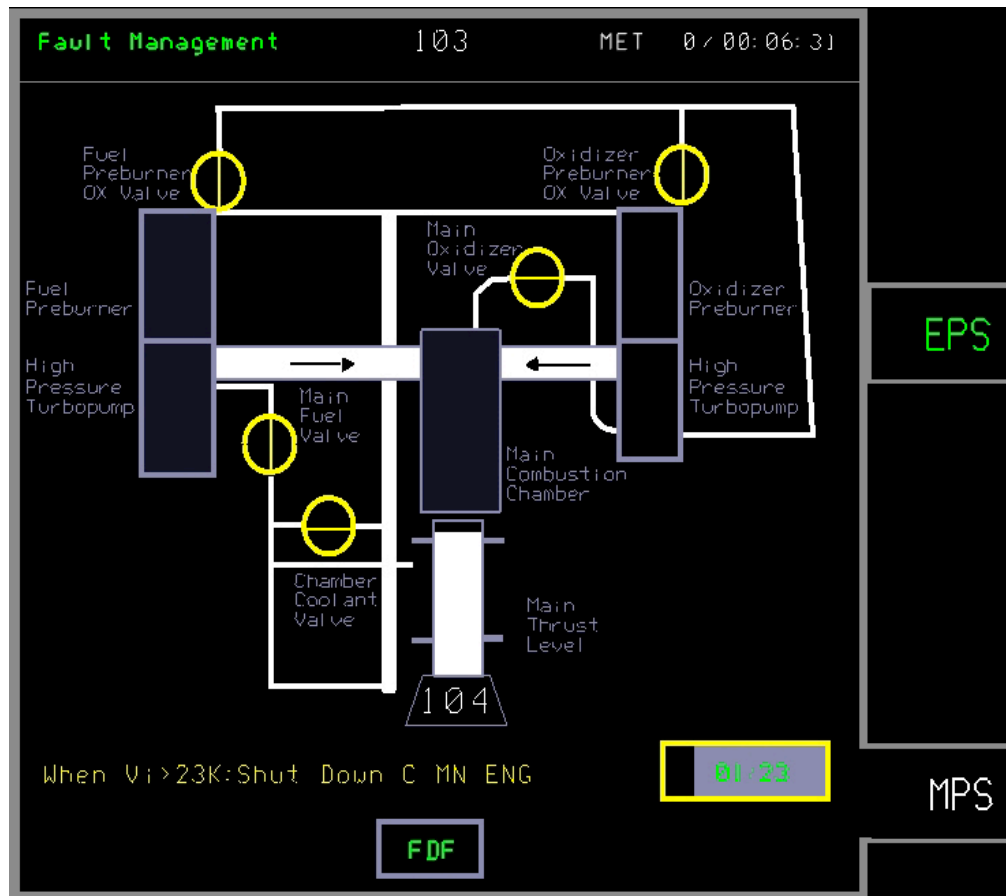 Fault Management 103 MET 0/00:06:31
Fuel
Preburner
OX Valve
Oxidizer
Preburner
OX Valve
Main
Oxidizer
Valve
Fuel
Preburner
Oxidizer
Preburner
EPS
High
Pressure
Turbopump
Main
Fuel
Valve
High
Pressure
Turbopump
Main
Combustion
Chamber
Chamber
Coolant
Valve
Main
Thrust
Level
104
When Vi>23K:Shut Down C MN ENG 01:23
MPS
FDF